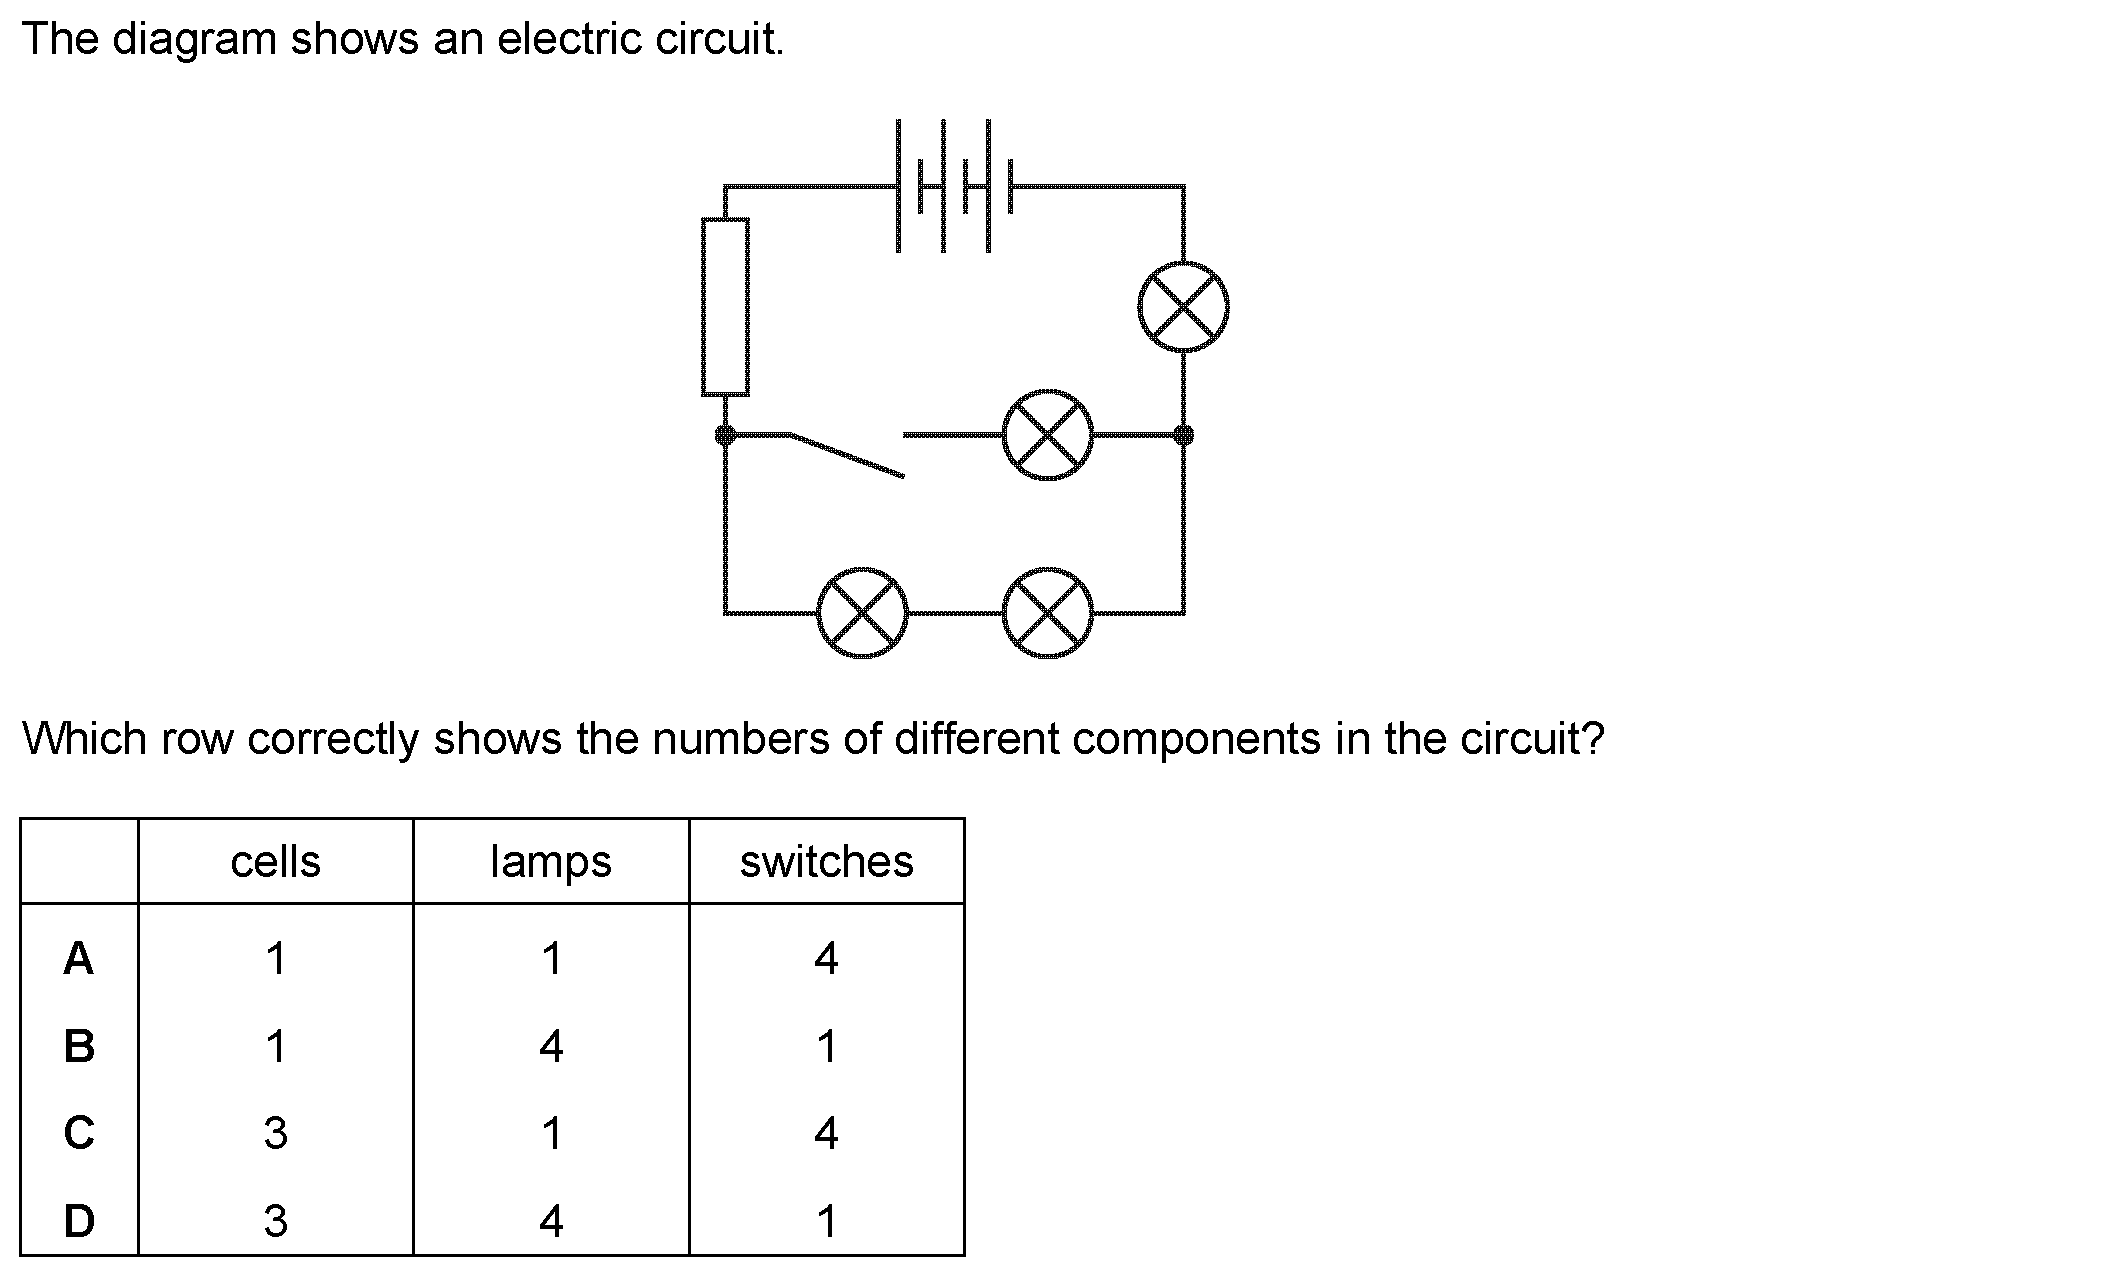 The diagram shows an electric circuit.
Which row correctly shows the numbers of different components in the circuit?
cells lamps switches
A 1 1 4
B 1 4 1
C 3 1 4
D 3 4 1